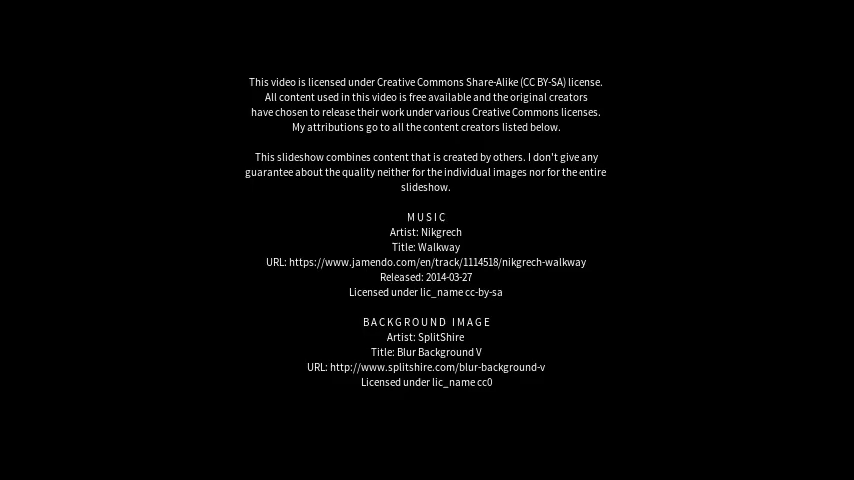 This video is licensed under Creative Commons Share-Alike (CC BY-SA) license.
All content used in this video is free available and the original creators
have chosen to release their work under various Creative Commons licenses.
My attributions go to all the content creators listed below.
This slideshow combines content that is created by others. I don't give any
guarantee about the quality neither for the individual images nor for the entire
slideshow.
MUSIC
Artist: Nikgrech
Title: Walkway
URL: https://www.jamendo.com/en/track/1114518/nikgrech-walkway
Released: 2014-03-27
Licensed under lic_name cc-by-sa
BACKGROUND IMAGE
Artist: SplitShire
Title: Blur Background V
URL: http://www.splitshire.com/blur-background-v
Licensed under lic_name cc0